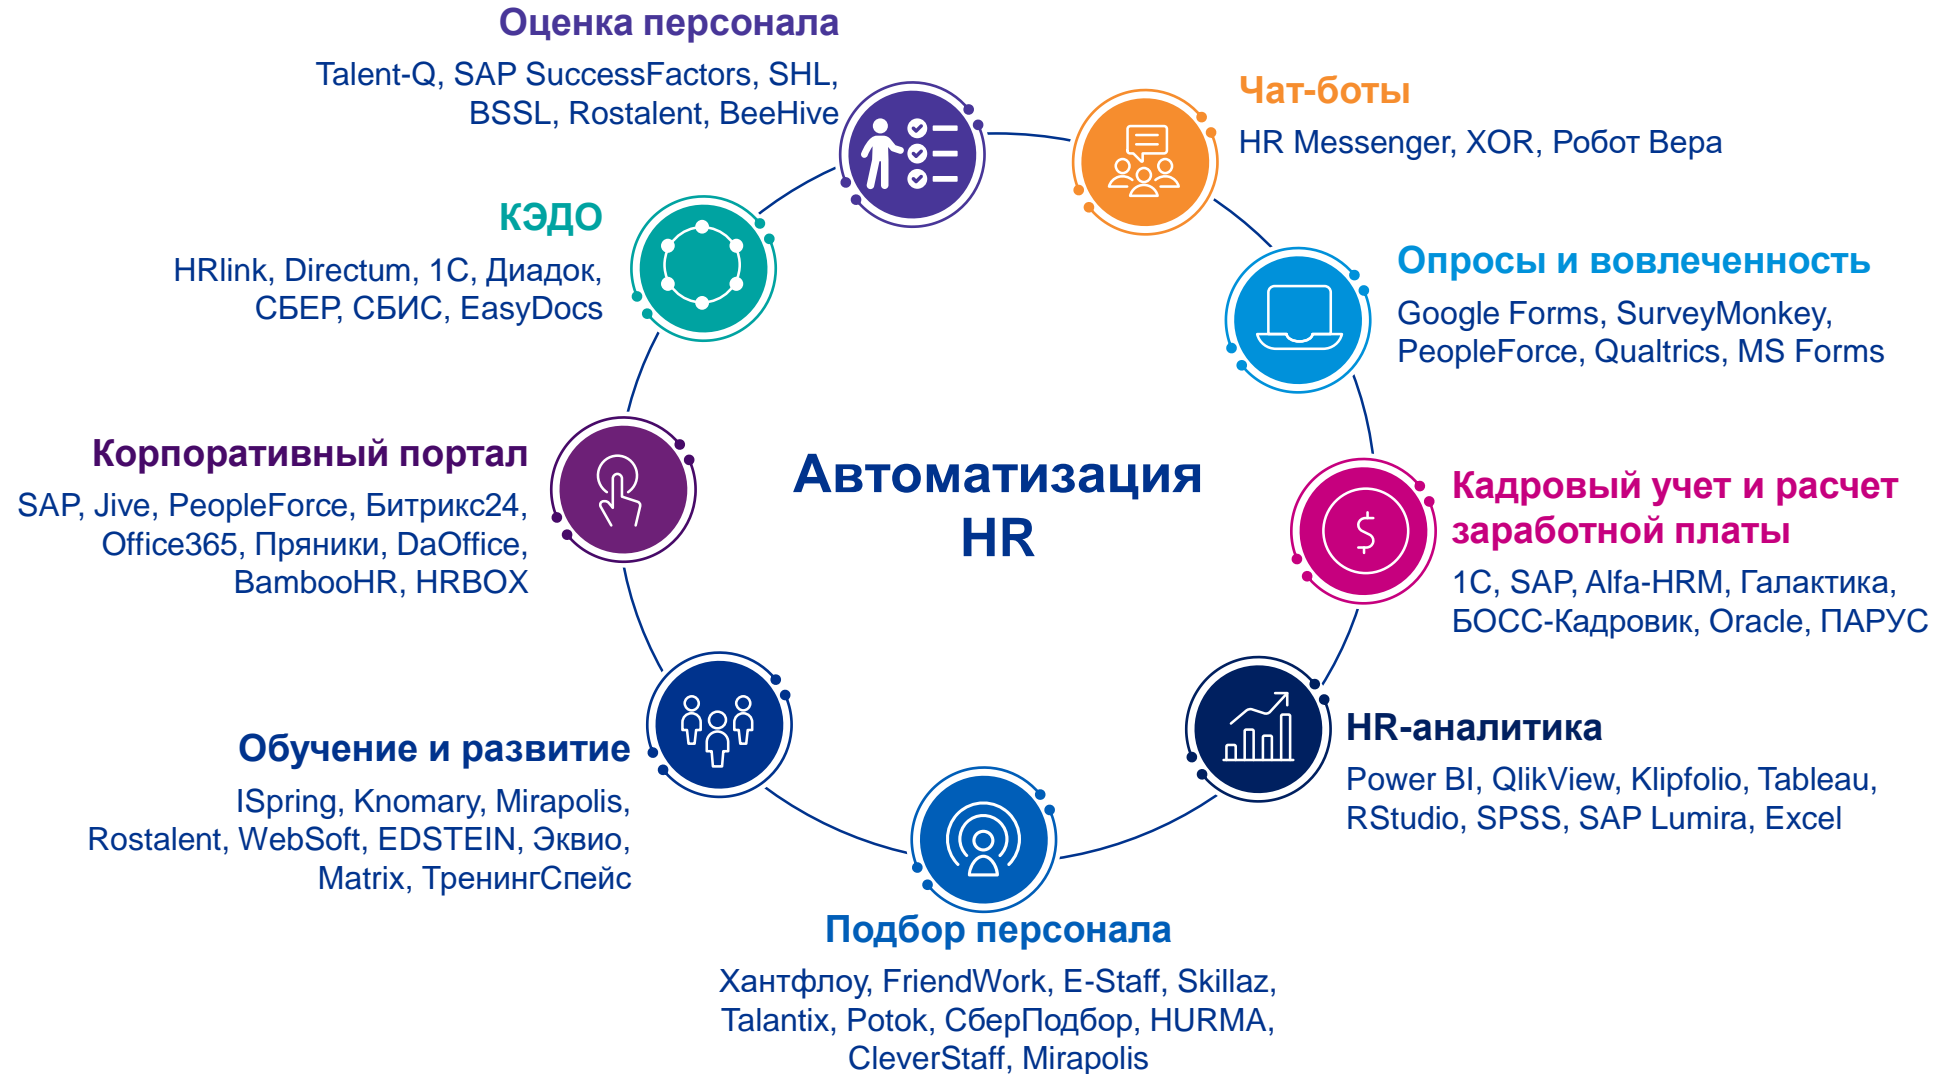 Оценка персонала
Talent-Q, SAP SuccessFactors, SHL,
BSSL, Rostalent, BeeHive
Чат-боты
HR Messenger, XOR, Робот Вера
КЭДО
HRlink, Directum, 1С, Диадок,
СБЕР, СБИС, EasyDocs
Опросы и вовлеченность
Google Forms, SurveyMonkey,
PeopleForce, Qualtrics, MS Forms
Корпоративный портал
SAP, Jive, PeopleForce, Битрикс24,
Office365, Пряники, DaOffice,
BambooHR, HRBOX
Автоматизация
HR
Кадровый учет и расчет
заработной платы
1С, SAP, Alfa-HRM, Галактика,
БОСС-Кадровик, Oracle, ПАРУС
Обучение и развитие
ISpring, Knomary, Mirapolis,
Rostalent, WebSoft, EDSTEIN, Эквио,
Matrix, ТренингСпейс
HR-аналитика
Power BI, QlikView, Klipfolio, Tableau,
RStudio, SPSS, SAP Lumira, Excel
Подбор персонала
Хантфлоу, FriendWork, E-Staff, Skillaz,
Talantix, Potok, СберПодбор, HURMA,
CleverStaff, Mirapolis